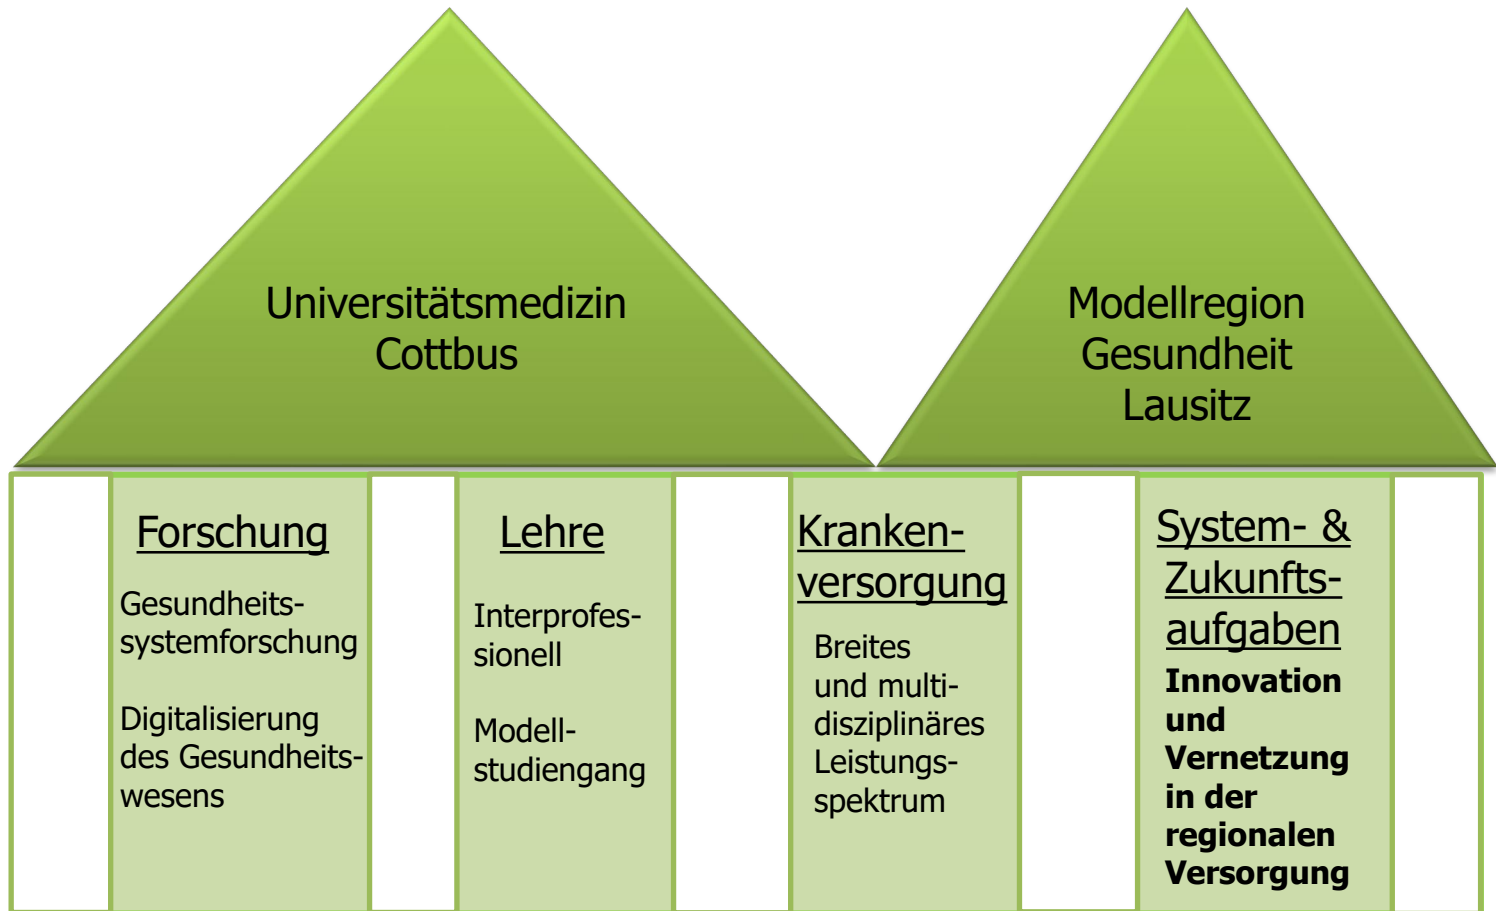 Universitätsmedizin
Cottbus
Modellregion
Gesundheit
Lausitz
Forschung
Gesundheits-
systemforschung
Digitalisierung
des Gesundheits-
wesens
Lehre
Interprofes-
sionell
Modell-
studiengang
Kranken-
versorgung
Breites
und multi-
disziplinäres
Leistungs-
spektrum
System- &
Zukunfts-
aufgaben
Innovation
und
Vernetzung
in der
regionalen
Versorgung